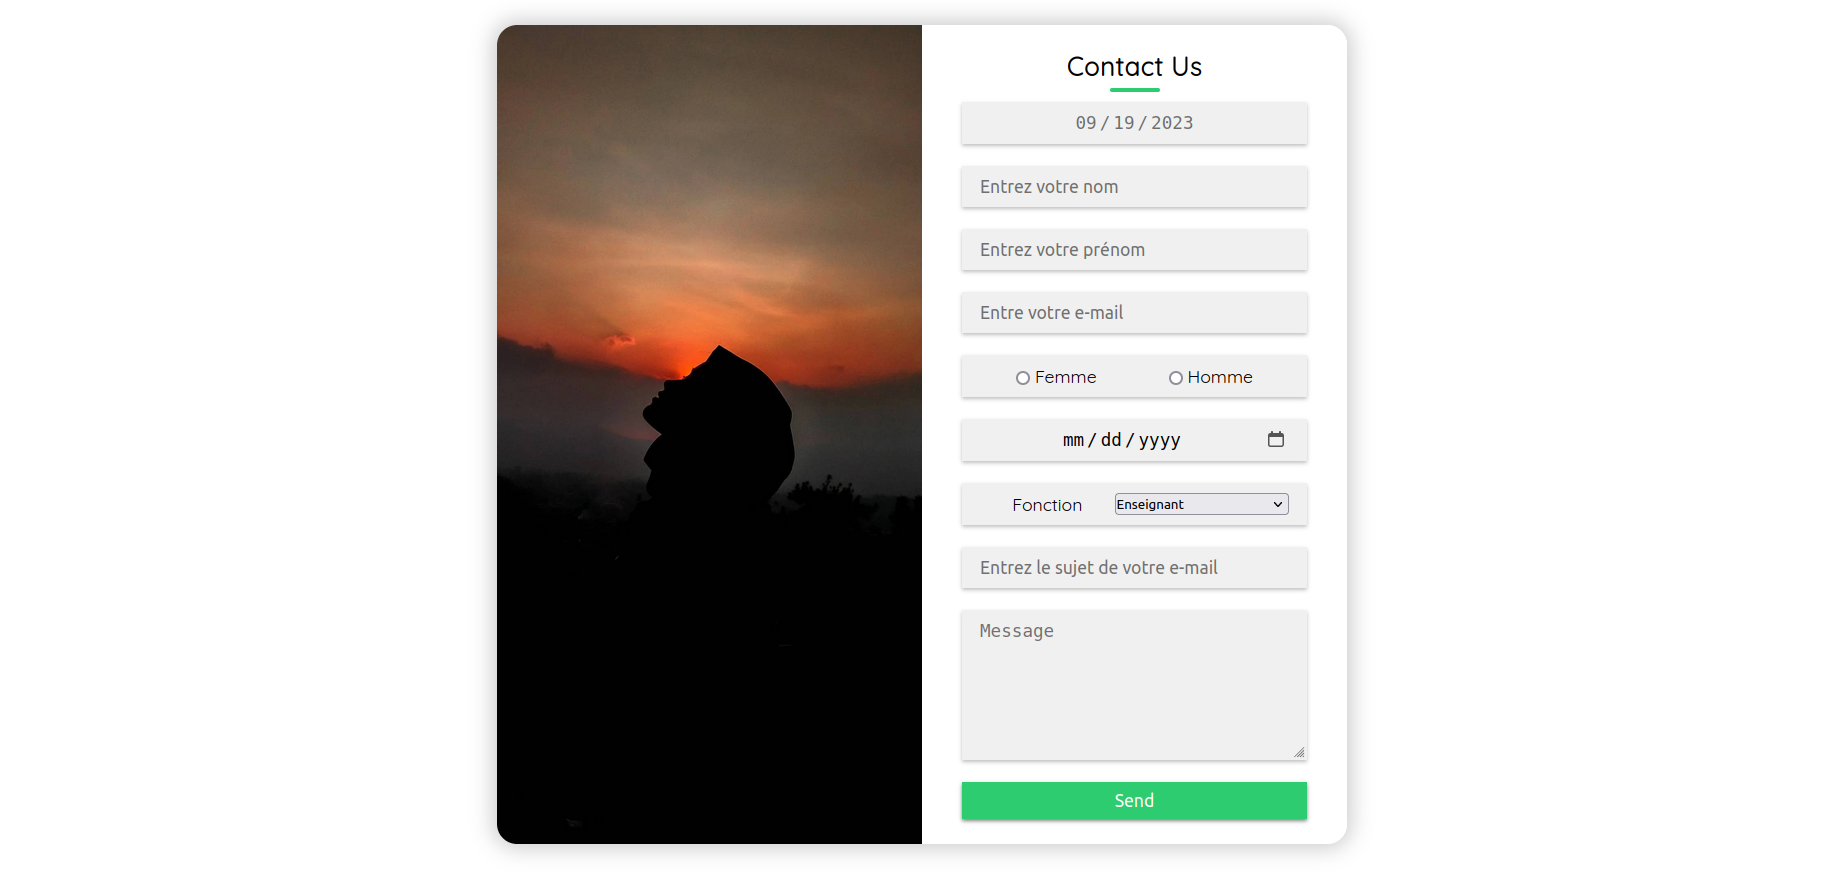 Contact Us
09 / 19 / 2023
Entrez votre nom
Entrez votre prénom
Entre votre e-mail
Femme Homme
mm / dd / yyyy
Fonction Enseignant
Entrez le sujet de votre e-mail
Message
Send